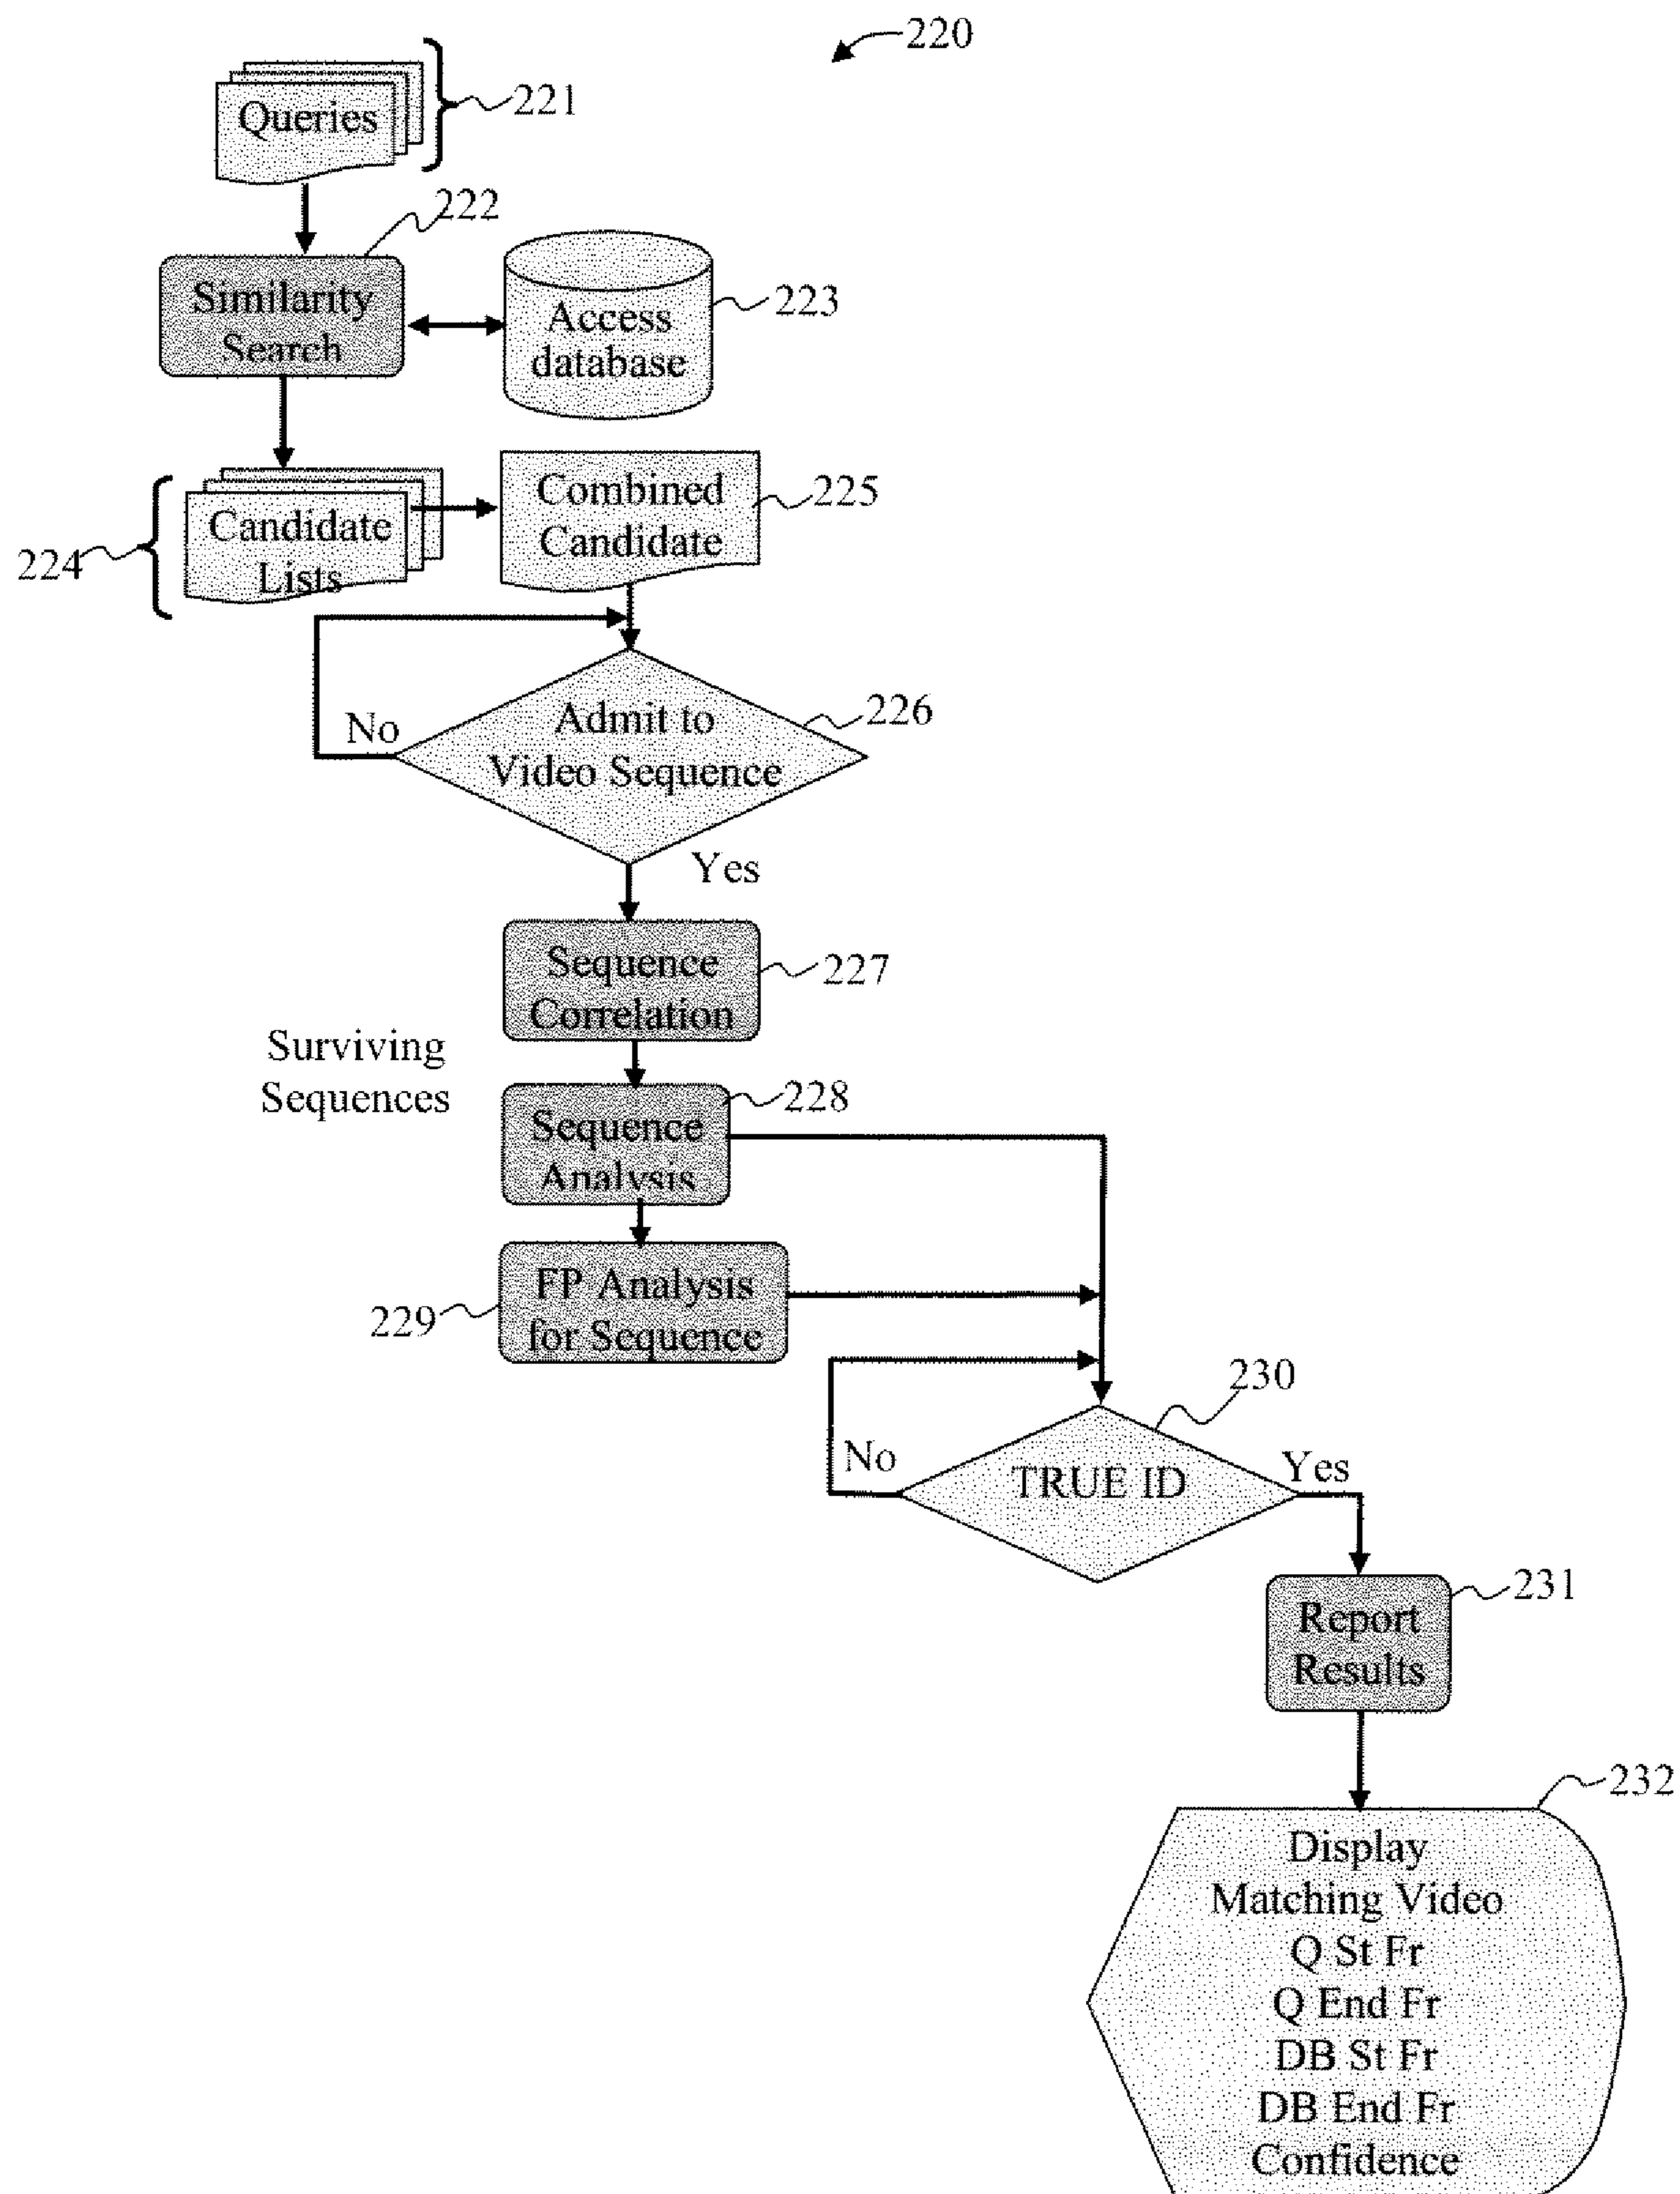 220
Queries
221
222
Similarity
Search
Access
database
223
224
Candidate
Lists
Combined
Candidate
225
Admit to
Video Sequence
226
No
Yes
Sequence
Correlation
227
Surviving
Sequences
Sequence
Analysis
228
FP Analysis
for Sequence
229
230
TRUE ID
No
Yes
Report
Results
231
232
Display
Matching Video
Q St Fr
Q End Fr
DB St Fr
DB End Fr
Confidence